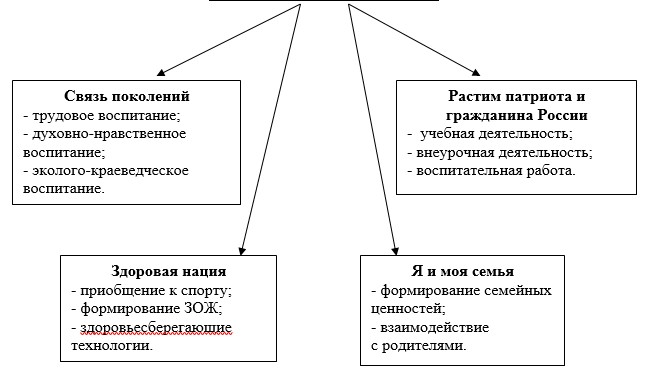 Связь поколений
- трудовое воспитание;
- духовно-нравственное
воспитание;
- эколого-краеведческое
воспитание.
Растим патриота и
гражданина России
- учебная деятельность;
- внеурочная деятельность;
- воспитательная работа.
Здоровая нация
- приобщение к спорту;
- формирование ЗОЖ;
- здоровьесберегающие
технологии.
Я и моя семья
- формирование семейных
ценностей;
- взаимодействие
с родителями.